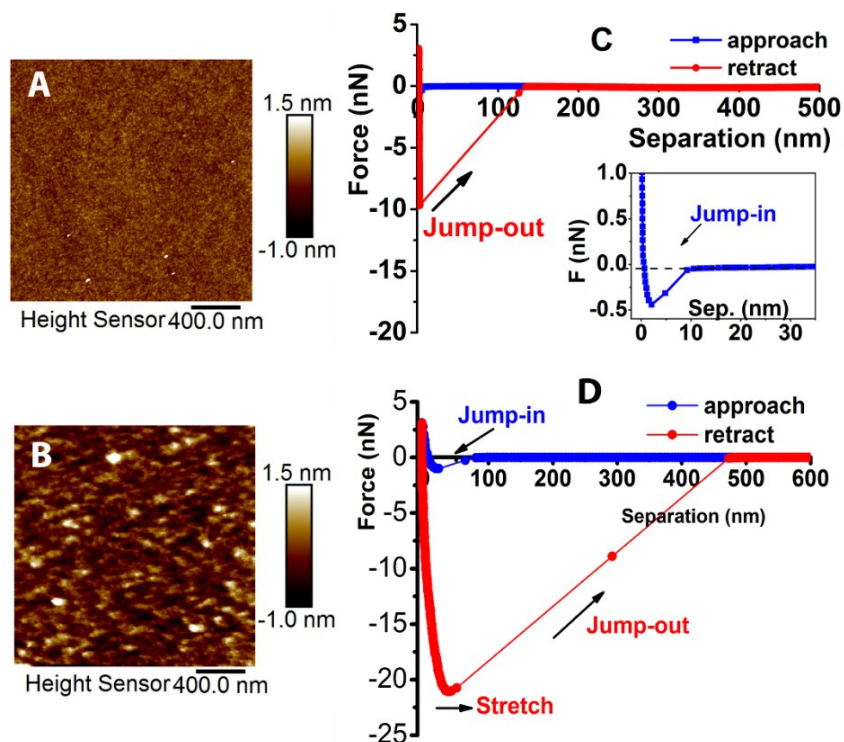 A
1.5 nm
-1.0 nm
Height Sensor 400.0 nm
C
approach
retract
Force (nN)
5
0
-5
-10
-15
-20
0 100 200 300 400 500
Separation (nm)
Jump-out
F (nN)
1.0
0.5
0.0
-0.5
Jump-in
Sep. (nm)
0 10 20 30
B
1.5 nm
-1.0 nm
Height Sensor 400.0 nm
D
approach
retract
Force (nN)
5
0
-5
-10
-15
-20
-25
Jump-in
0 100 200 300 400 500 600
Separation (nm)
Jump-out
Stretch